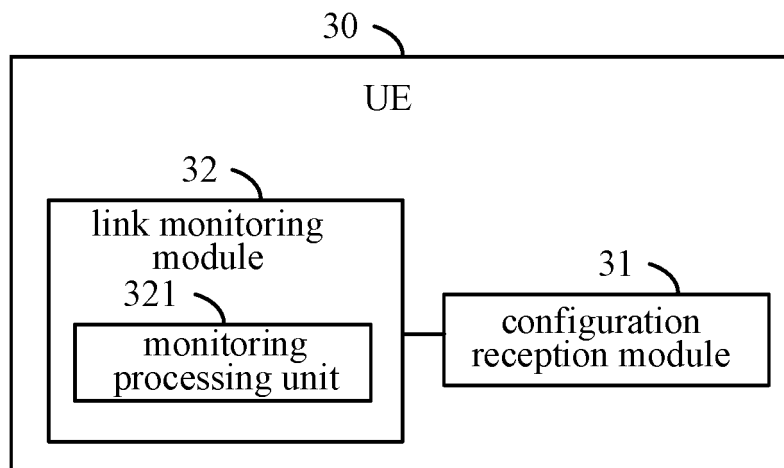 30
UE
32
link monitoring
module
321
monitoring
processing unit
31
configuration
reception module